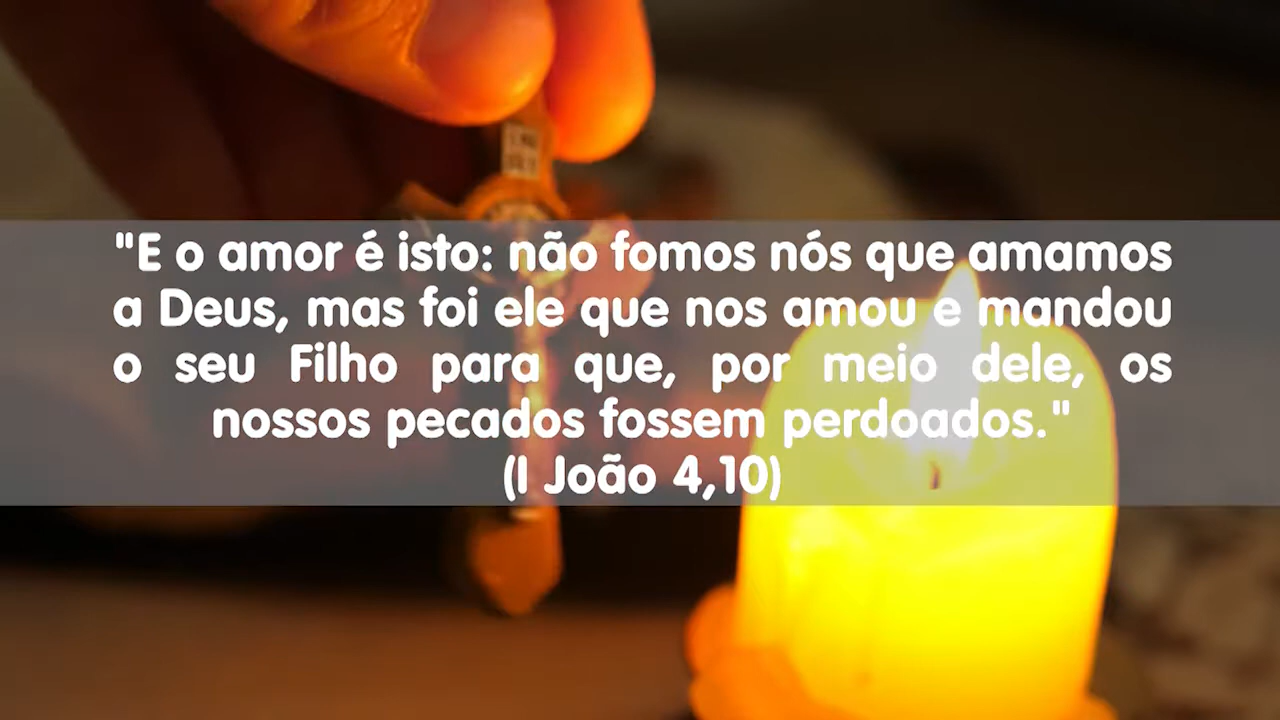 "E o amor é isto: não fomos nós que amamos
a Deus, mas foi ele que nos amou e mandou
o seu Filho para que, por meio dele, os
nossos pecados fossem perdoados."
(I João 4,10)